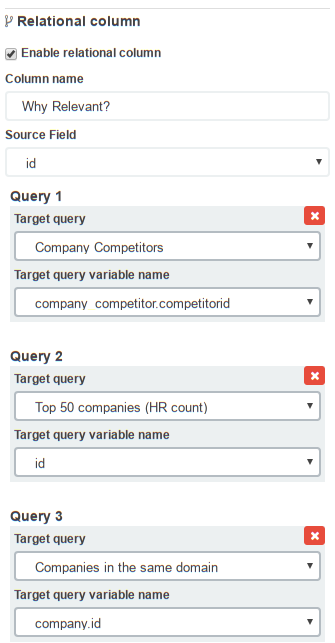 Relational column
Enable relational column
Column name
Why Relevant?
Source Field
id
Query 1
Target query
Company Competitors
Target query variable name
company_competitor.competitorid
Query 2
Target query
Top 50 companies (HR count)
Target query variable name
id
Query 3
Target query
Companies in the same domain
Target query variable name
company.id